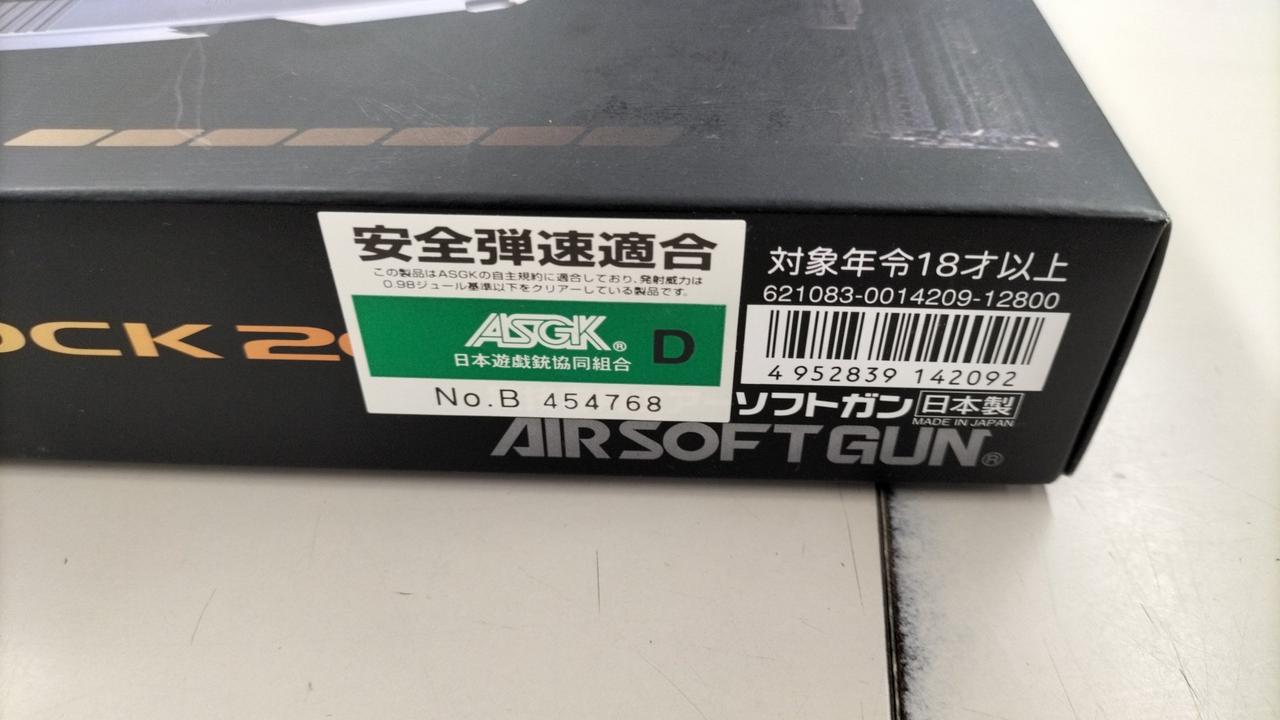 OCK 2
安全弾速適合
この製品はASGKの自主規約に適合しており、発射威力は
0.98ジュール基準以下をクリアーしている製品です。
ASGK®
日本遊戯銃協同組合
D
No.B 454768
対象年令18才以上
621083-0014209-12800
4 952839 142092
ソフトガン 日本製
MADE IN JAPAN
AIRSOFTGUN®